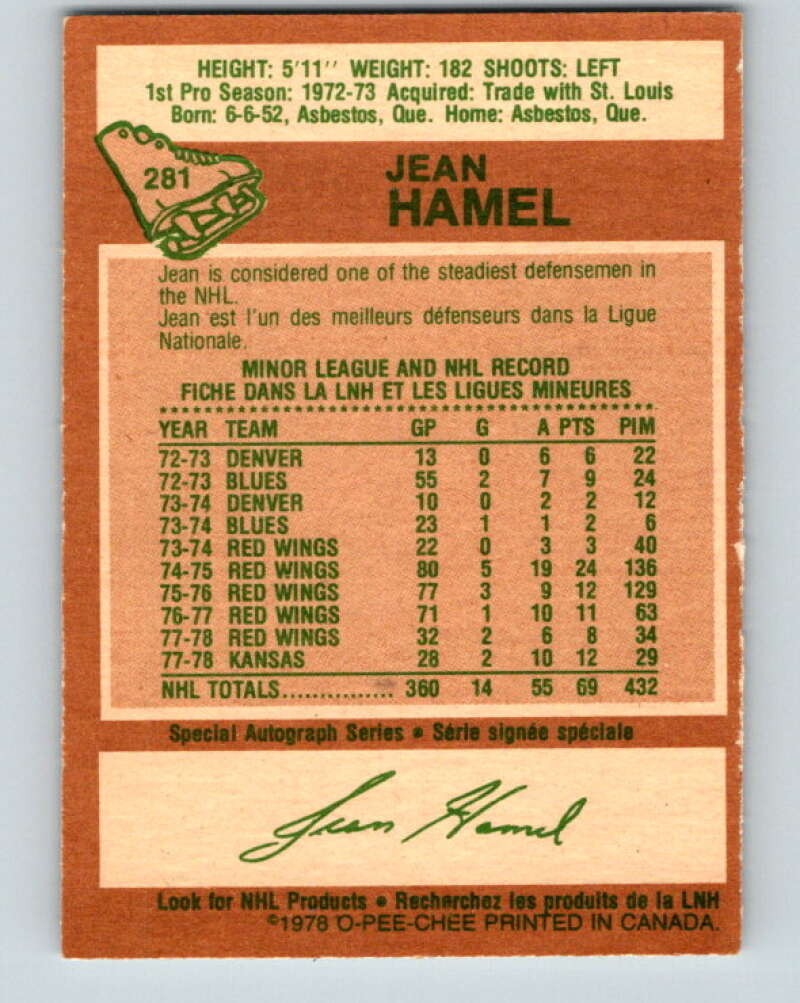 HEIGHT: 5'11'' WEIGHT: 182 SHOOTS: LEFT
1st Pro Season: 1972-73 Acquired: Trade with St. Louis
Born: 6-6-52, Asbestos, Que. Home: Asbestos, Que.
281
JEAN
HAMEL
Jean is considered one of the steadiest defensemen in
the NHL.
Jean est l'un des meilleurs défenseurs dans la Ligue
Nationale.
MINOR LEAGUE AND NHL RECORD
FICHE DANS LA LNH ET LES LIGUES MINEURES
YEAR TEAM GP G A PTS PIM
72-73 DENVER 13 0 6 6 22
72-73 BLUES 55 2 7 9 24
73-74 DENVER 10 0 2 2 12
73-74 BLUES 23 1 1 2 6
73-74 RED WINGS 22 0 3 3 40
74-75 RED WINGS 80 5 19 24 136
75-76 RED WINGS 77 3 9 12 129
76-77 RED WINGS 71 1 10 11 63
77-78 RED WINGS 32 2 6 8 34
77-78 KANSAS 28 2 10 12 29
NHL TOTALS............... 360 14 55 69 432
Special Autograph Series • Série signée spéciale
Jean Hamel
Look for NHL Products • Recherchez les produits de la LNH
©1978 O-PEE-CHEE PRINTED IN CANADA.